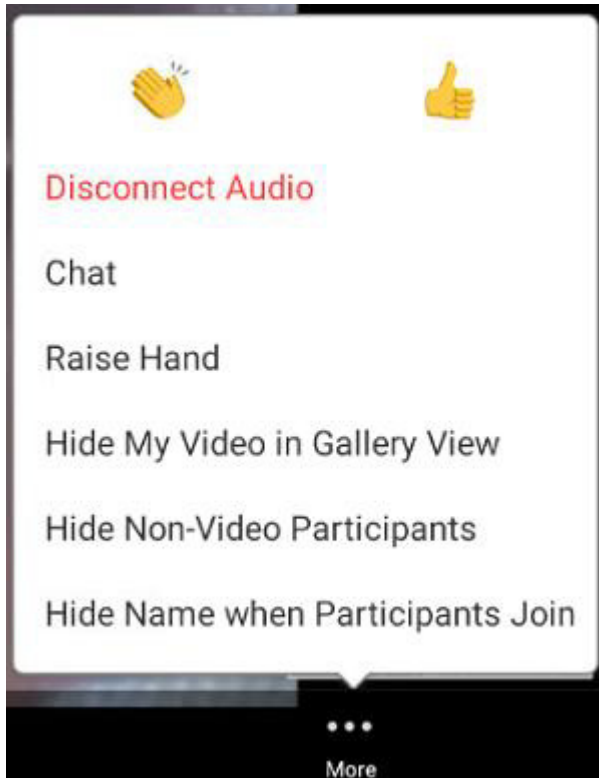 Disconnect Audio
Chat
Raise Hand
Hide My Video in Gallery View
Hide Non-Video Participants
Hide Name when Participants Join
More